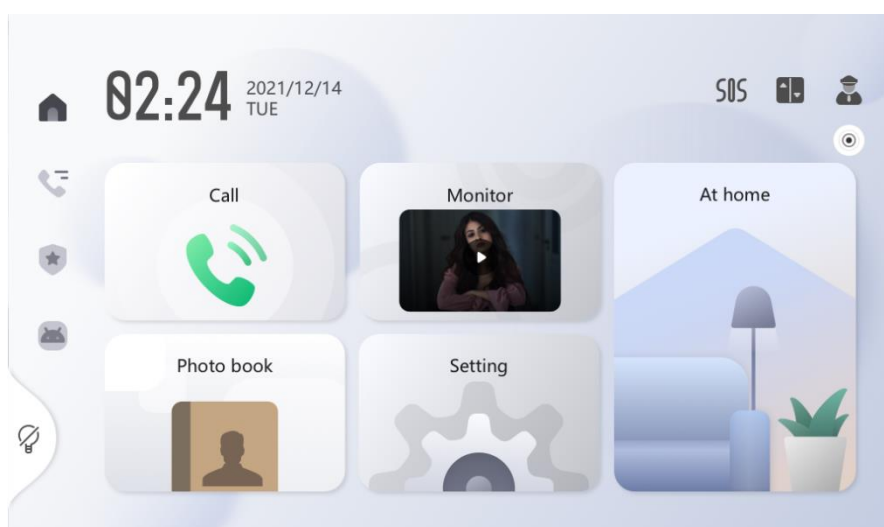 02:24
2021/12/14
TUE
SOS
Call
Monitor
At home
Photo book
Setting